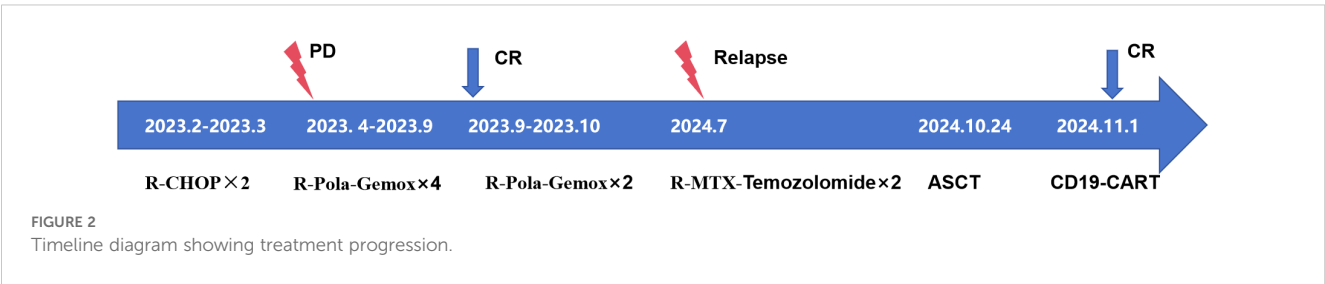 PD
CR
Relapse
CR
2023.2-2023.3 2023. 4-2023.9 2023.9-2023.10 2024.7 2024.10.24 2024.11.1
R-CHOP×2 R-Pola-Gemox×4 R-Pola-Gemox×2 R-MTX-Temozolomide×2 ASCT CD19-CART
FIGURE 2
Timeline diagram showing treatment progression.